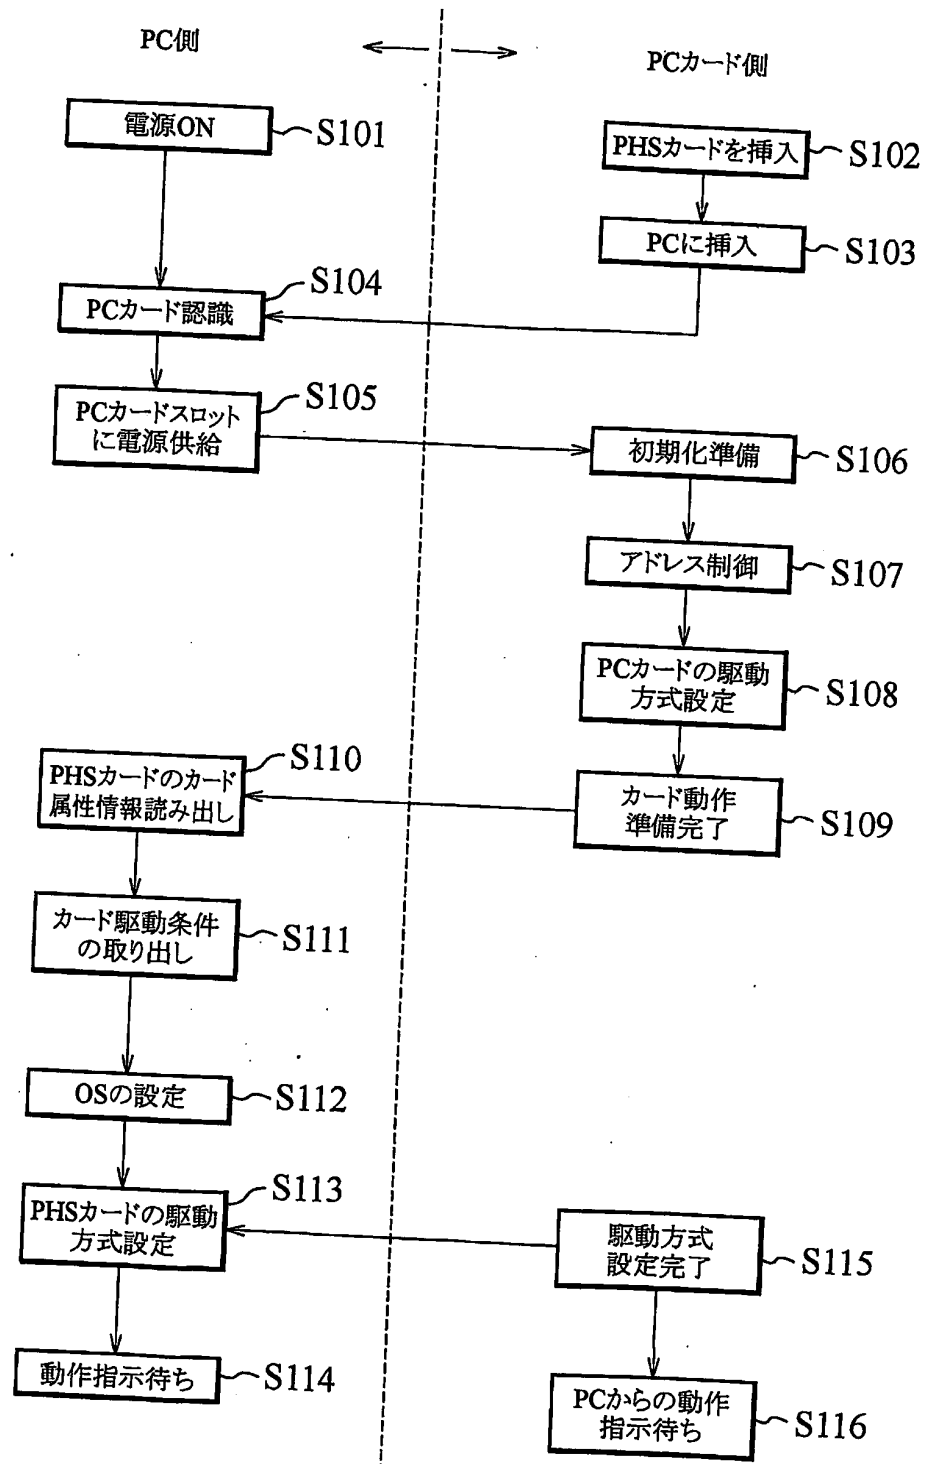 PC側
PCカード側
電源ON
S101
PHSカードを挿入
S102
PCに挿入
S103
PCカード認識
S104
PCカードスロット
に電源供給
S105
初期化準備
S106
アドレス制御
S107
PCカードの駆動
方式設定
S108
カード動作
準備完了
S109
PHSカードのカード
属性情報読み出し
S110
カード駆動条件
の取り出し
S111
OSの設定
S112
PHSカードの駆動
方式設定
S113
動作指示待ち
S114
駆動方式
設定完了
S115
PCからの動作
指示待ち
S116